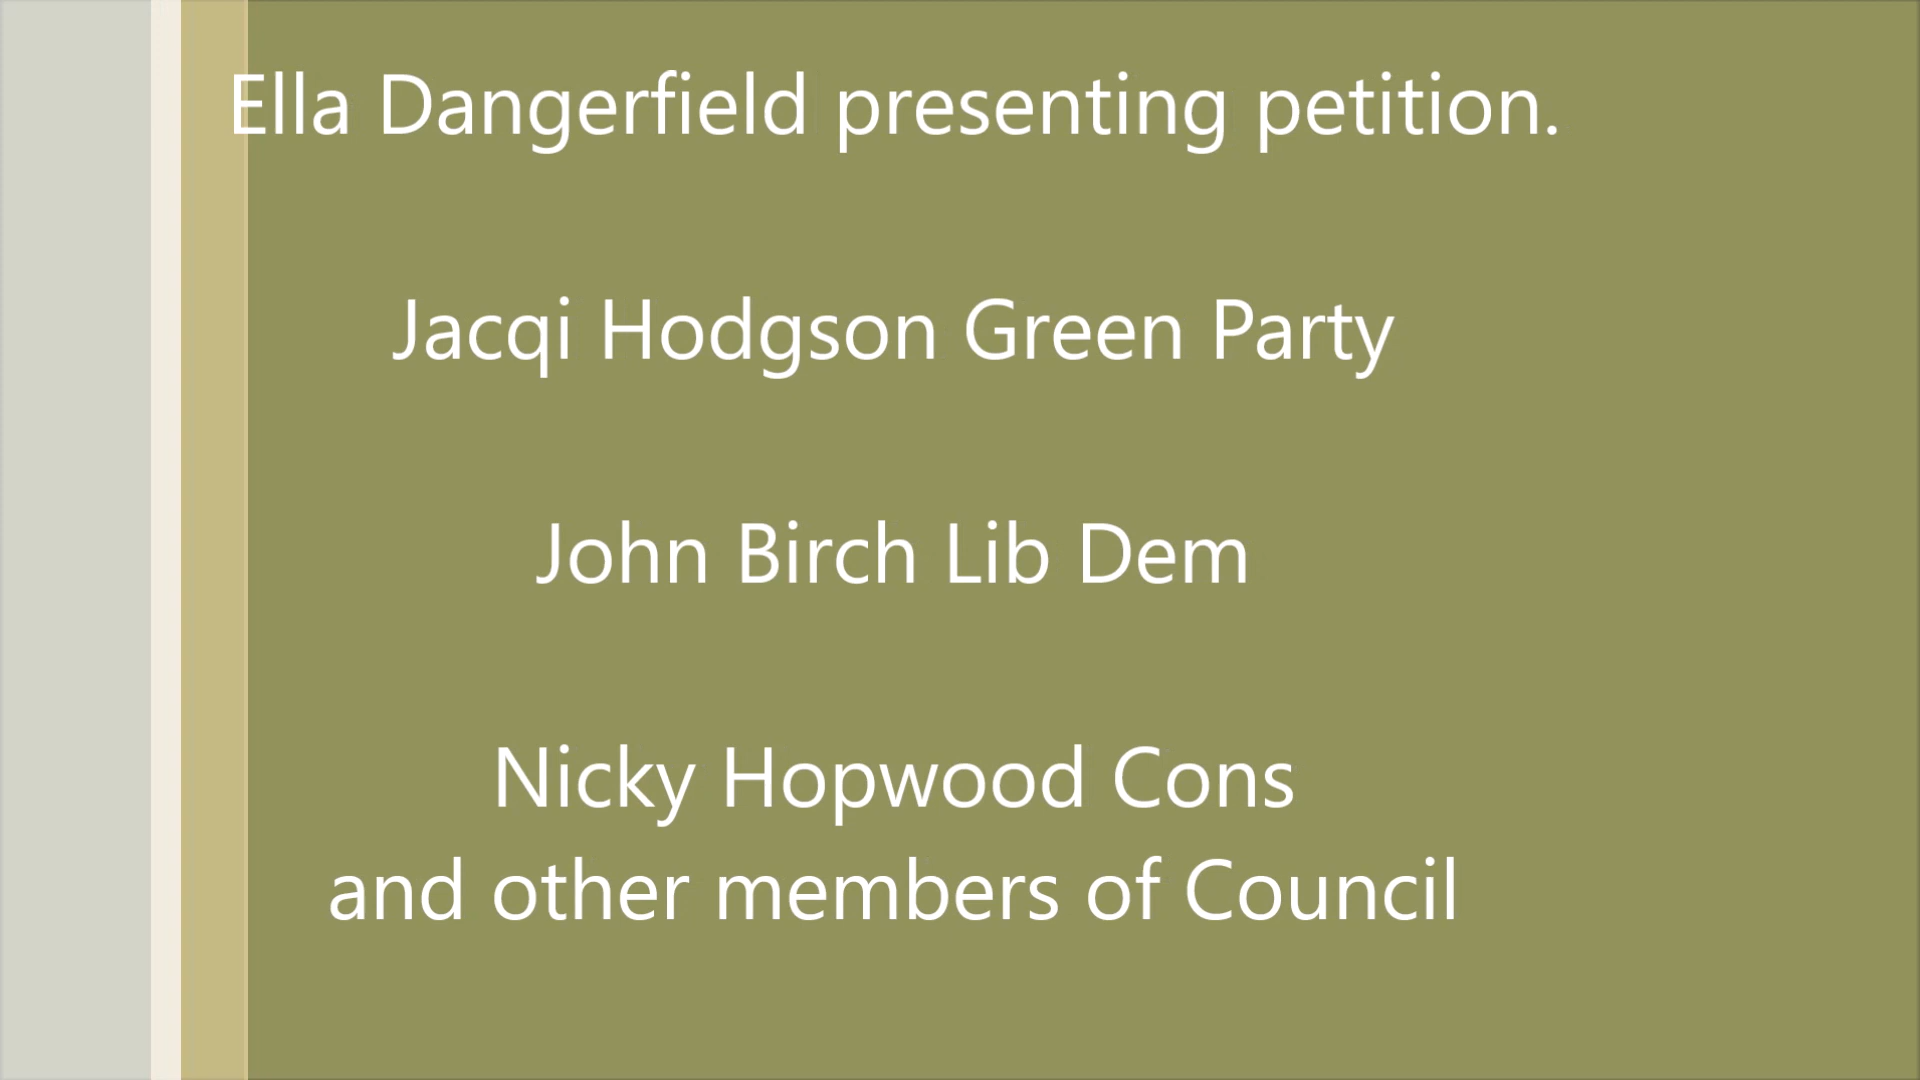 Ella Dangerfield presenting petition.
Jacqi Hodgson Green Party
John Birch Lib Dem
Nicky Hopwood Cons
and other members of Council